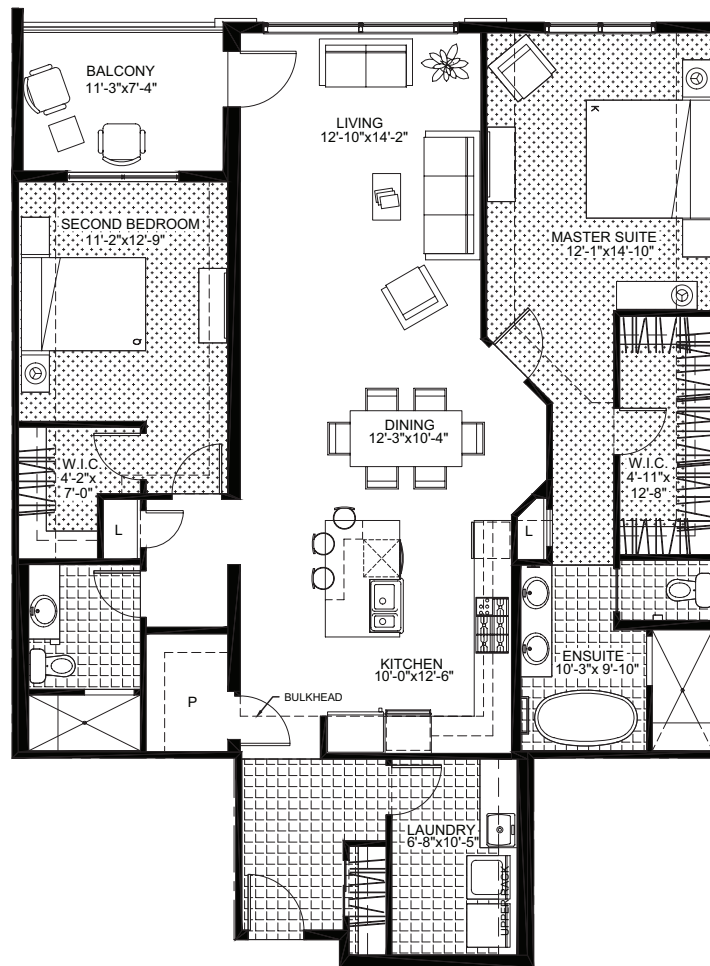 BALCONY
11'-3"x7'-4"
LIVING
12'-10"x14'-2"
K
SECOND BEDROOM
11'-2"x12'-9"
MASTER SUITE
12'-1"x14'-10"
Q
DINING
12'-3"x10'-4"
W.I.C.
4'-2"x
7'-0"
W.I.C.
4'-11"x
12'-8"
L
L
KITCHEN
10'-0"x12'-6"
ENSUITE
10'-3"x 9'-10"
P
BULKHEAD
LAUNDRY
6'-8"x10'-5"
UPPER RACK